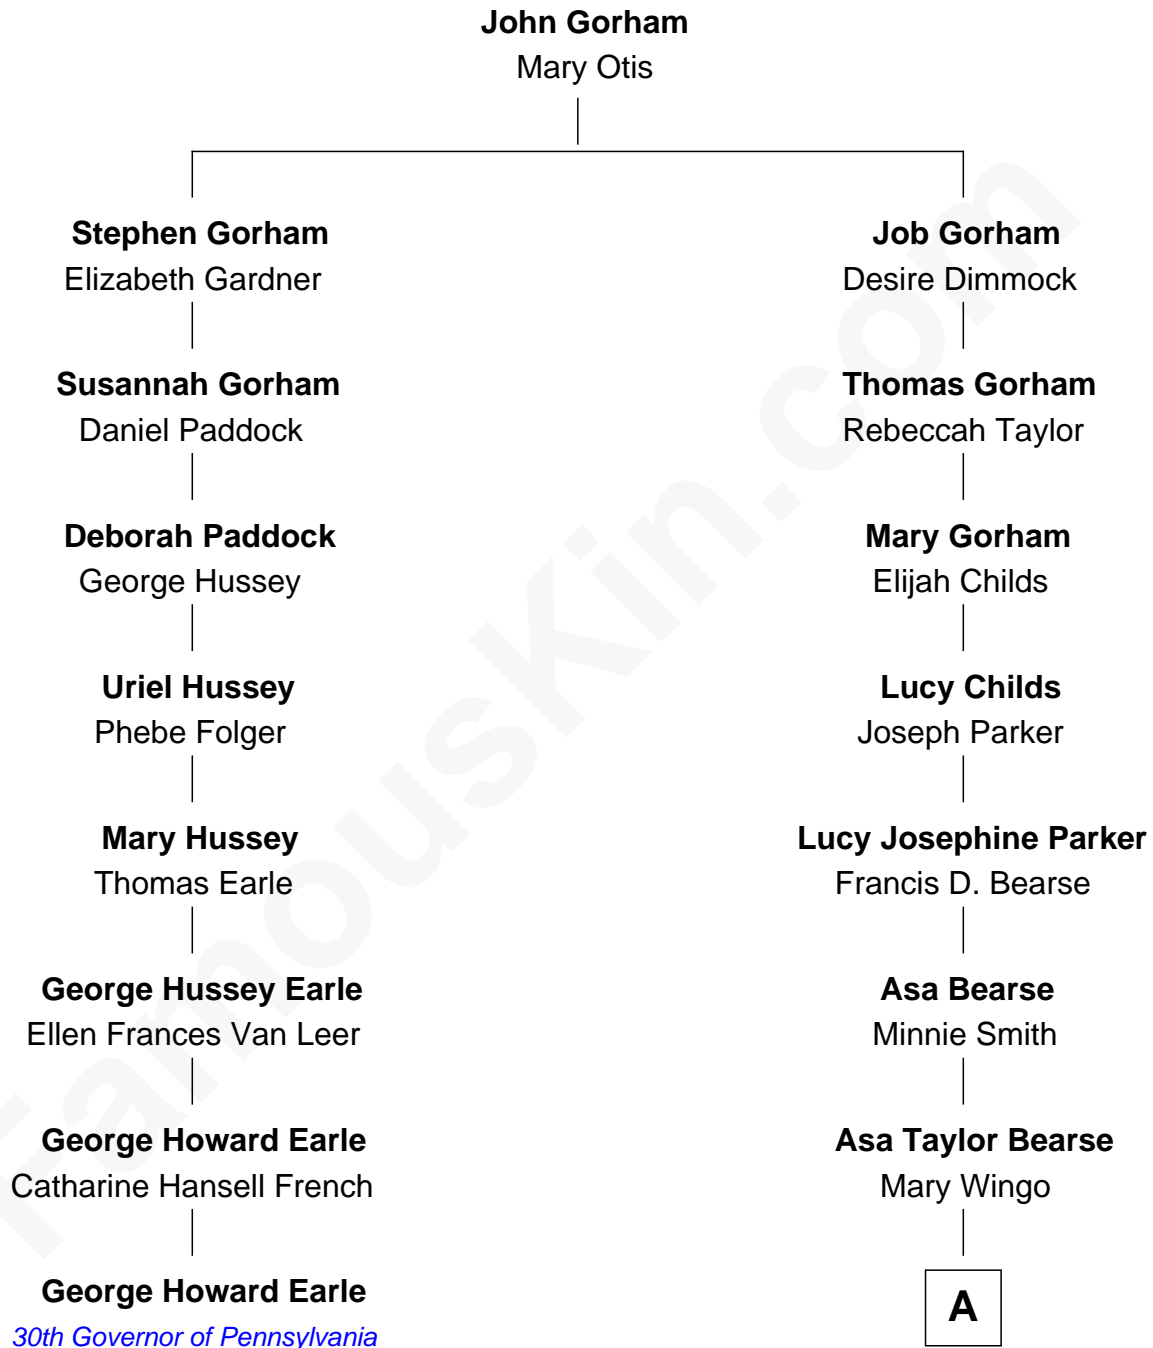 John Gorham
Mary Otis
Stephen Gorham
Elizabeth Gardner
Job Gorham
Desire Dimmock
Susannah Gorham
Daniel Paddock
Thomas Gorham
Rebeccah Taylor
Deborah Paddock
George Hussey
Mary Gorham
Elijah Childs
Uriel Hussey
Phebe Folger
Lucy Childs
Joseph Parker
Mary Hussey
Thomas Earle
Lucy Josephine Parker
Francis D. Bearse
George Hussey Earle
Ellen Frances Van Leer
Asa Bearse
Minnie Smith
George Howard Earle
Catharine Hansell French
Asa Taylor Bearse
Mary Wingo
George Howard Earle
30th Governor of Pennsylvania
A
FamousKin.com